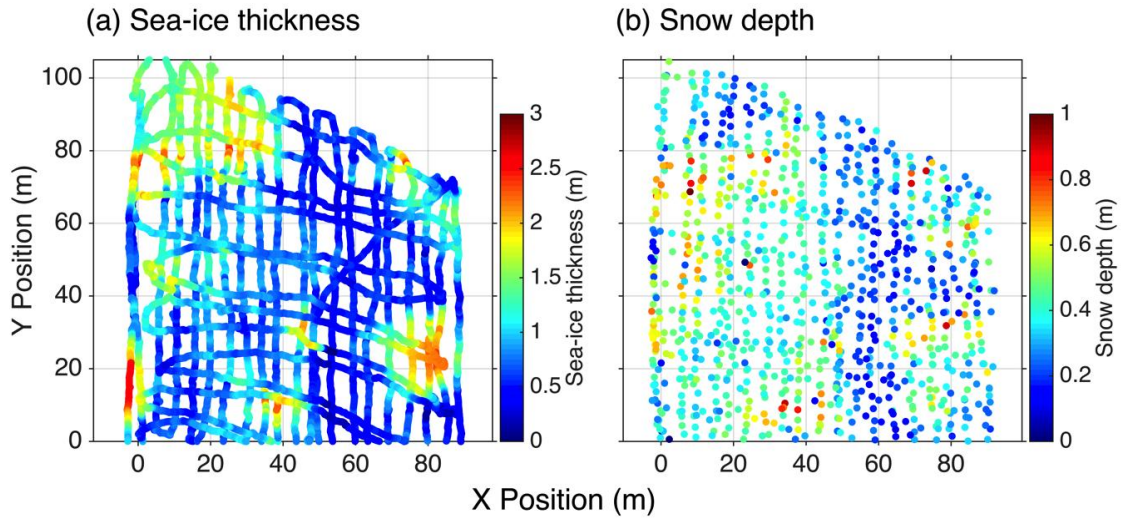 (a) Sea-ice thickness
(b) Snow depth
Y Position (m)
100
80
60
40
20
0
0 20 40 60 80
3
2.5
2
1.5
1
0.5
0
Sea-ice thickness (m)
0 20 40 60 80
1
0.8
0.6
0.4
0.2
0
Snow depth (m)
X Position (m)